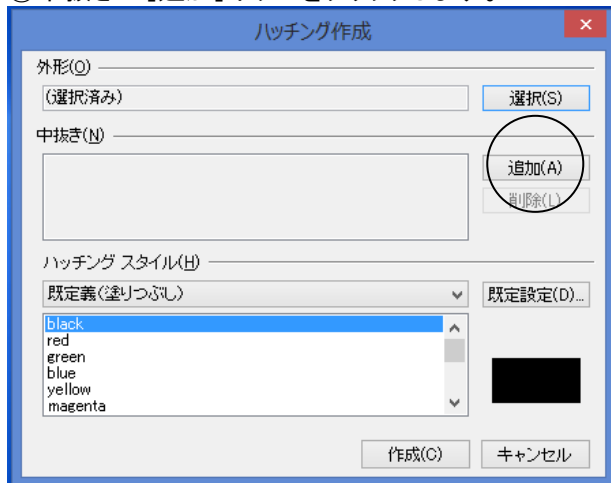 ハッチング作成
外形(O)
(選択済み)
選択(S)
中抜き(N)
追加(A)
削除(L)
ハッチング スタイル(H)
既定義(塗りつぶし)
既定設定(D)...
black
red
green
blue
yellow
magenta
作成(C)
キャンセル